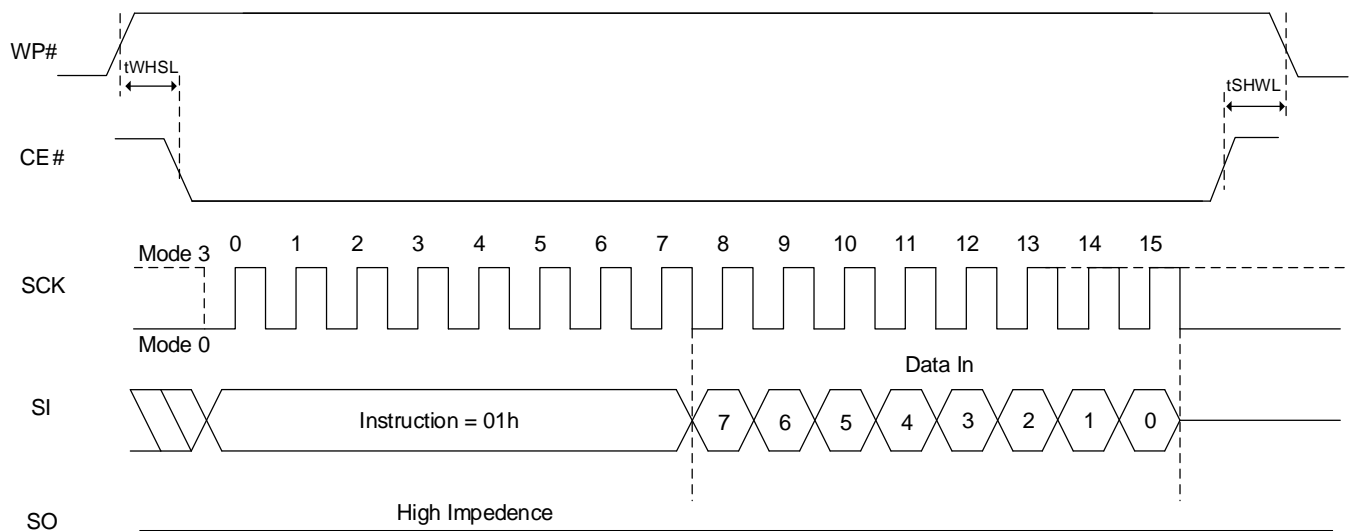 WP#
tWHSL
tSHWL
CE#
0 1 2 3 4 5 6 7 8 9 10 11 12 13 14 15
Mode 3
SCK
Mode 0
Data In
SI
Instruction = 01h
7 6 5 4 3 2 1 0
High Impedence
SO